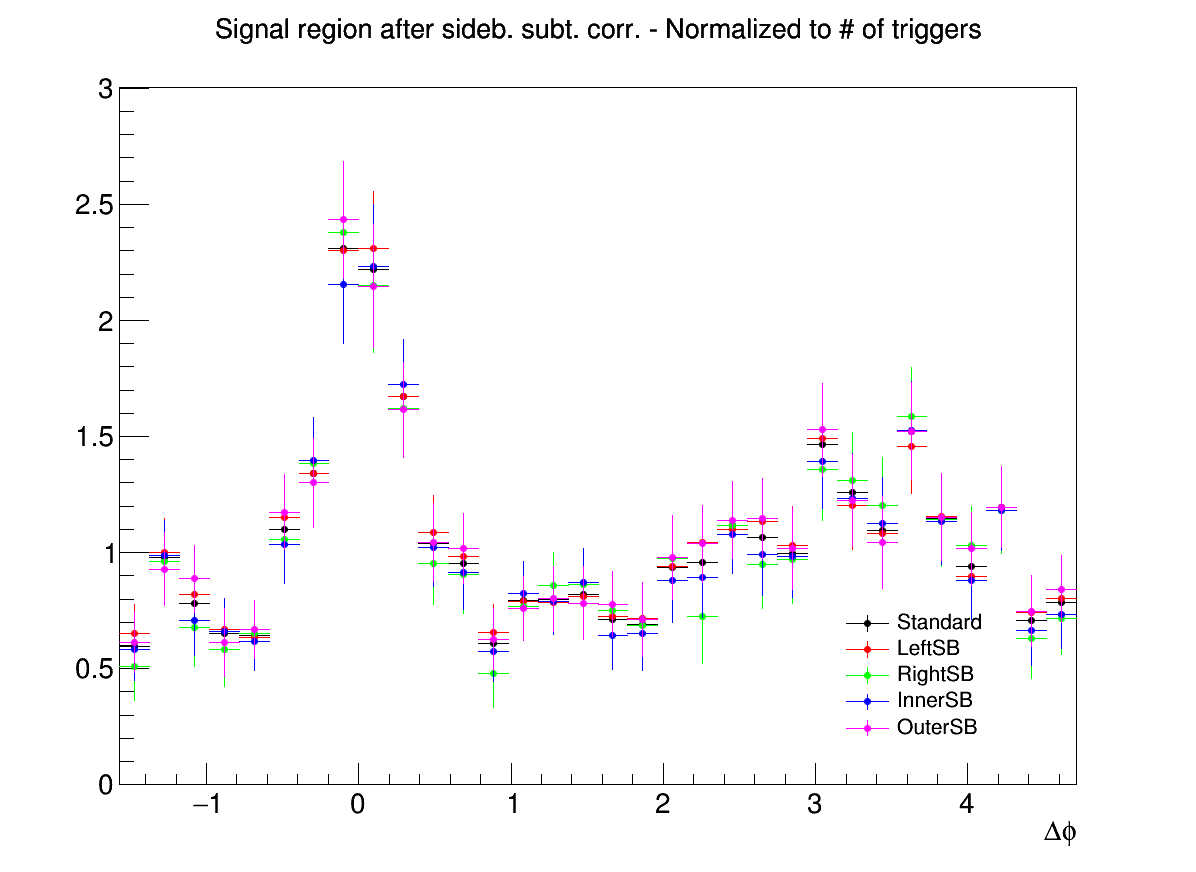 Signal region after sideb. subt. corr. - Normalized to # of triggers
3
2.5
2
1.5
1
0.5
0
−1 0 1 2 3 4
Δϕ
Standard
LeftSB
RightSB
InnerSB
OuterSB